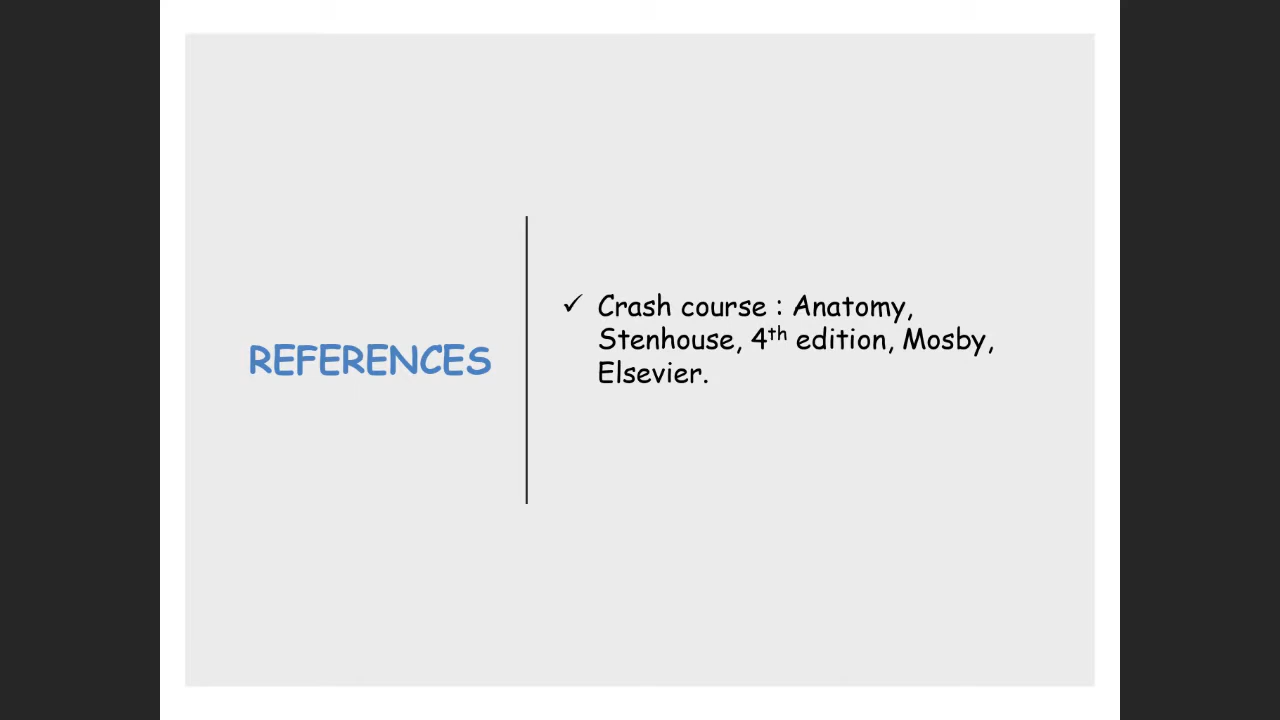 REFERENCES
✓ Crash course : Anatomy,
Stenhouse, 4th edition, Mosby,
Elsevier.